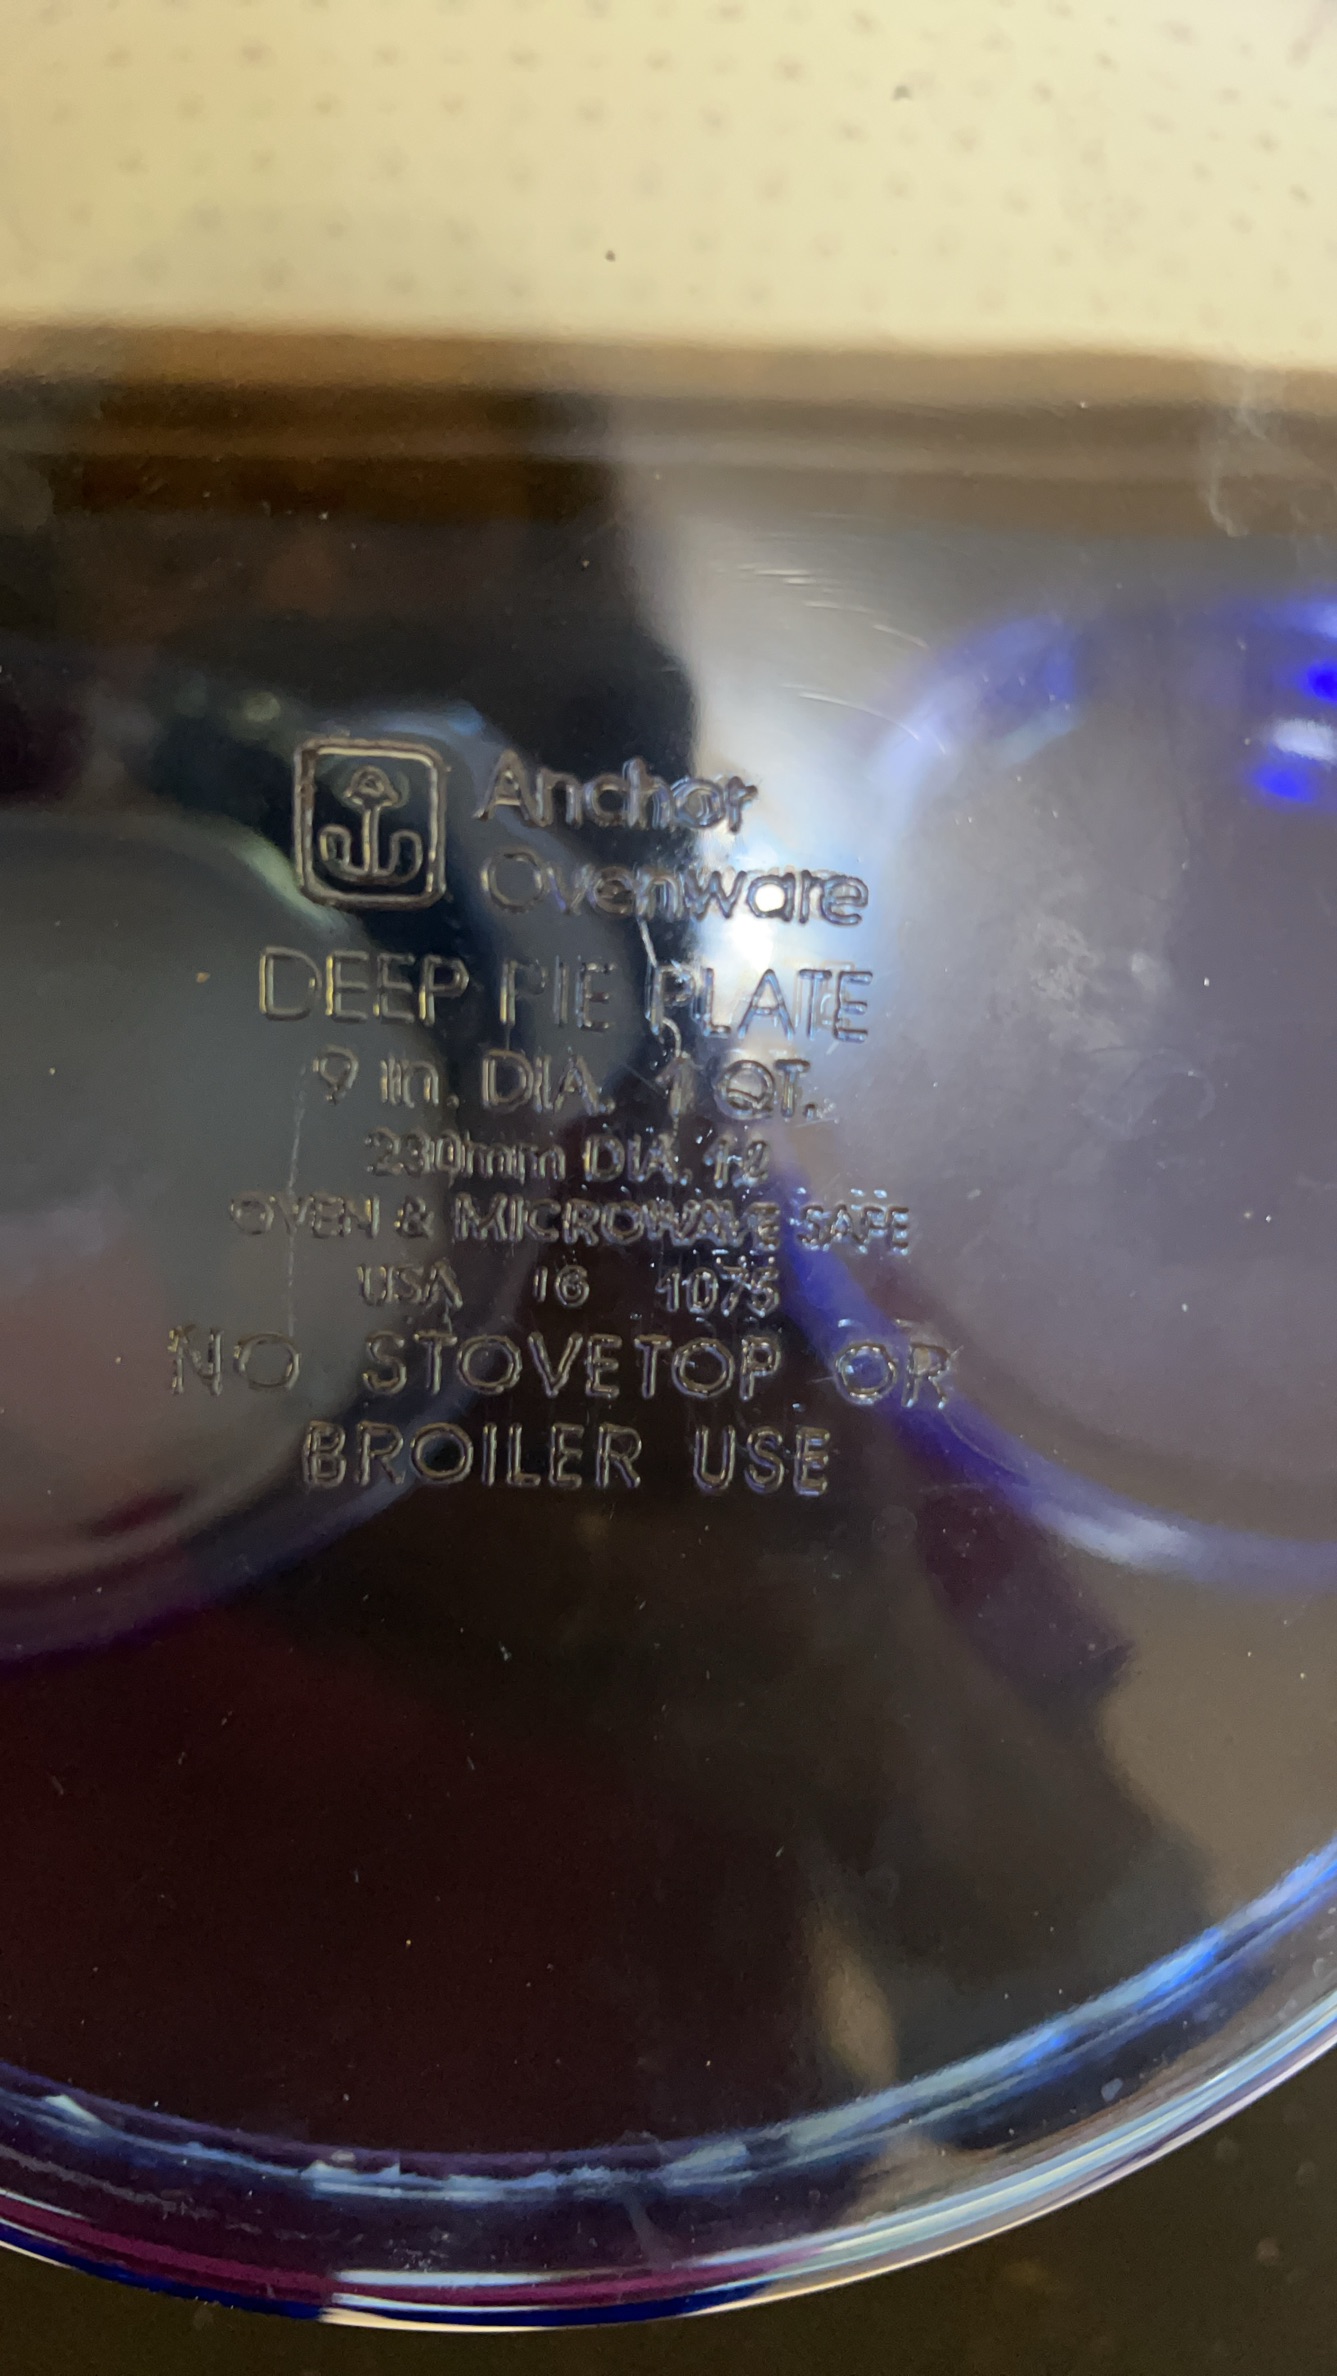 Anchor
Ovenware
DEEP PIE PLATE
9 in. DIA. 1 QT.
230mm DIA. 1ℓ
OVEN & MICROWAVE SAFE
USA 16 1075
NO STOVETOP OR
BROILER USE